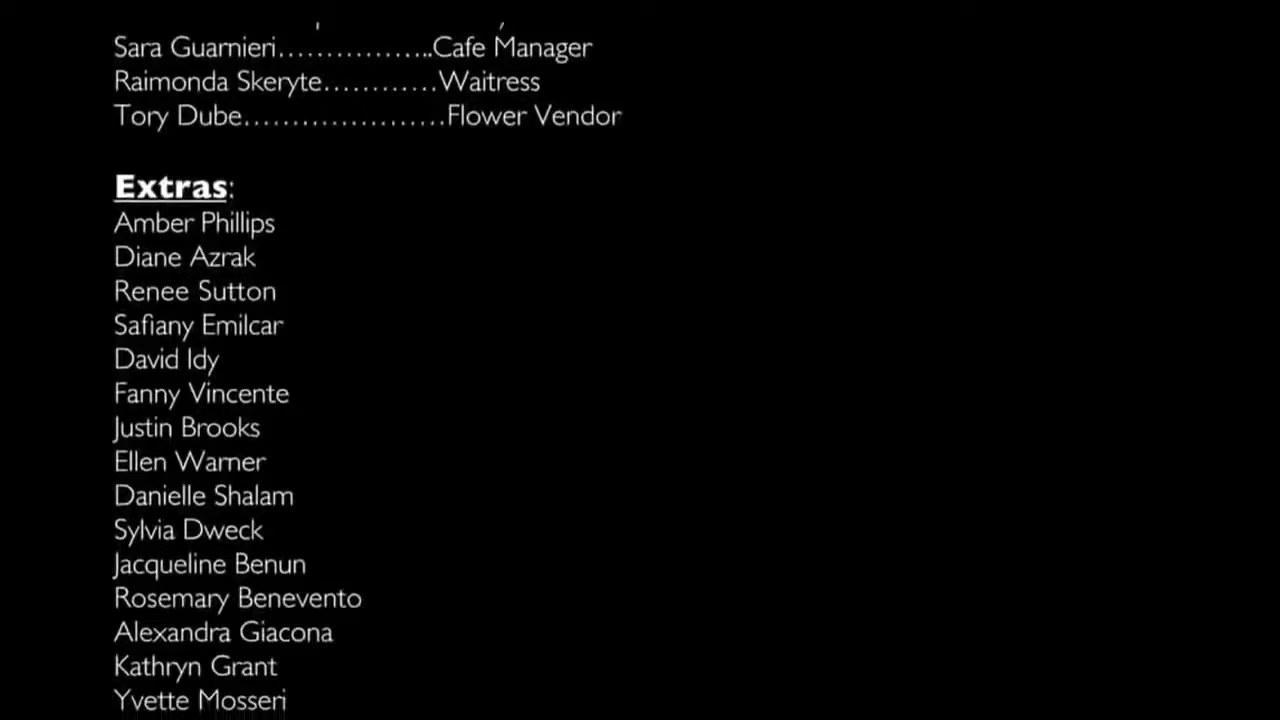 Sara Guarnieri……………..Cafe Manager
Raimonda Skeryte…………Waitress
Tory Dube…………………Flower Vendor
Extras:
Amber Phillips
Diane Azrak
Renee Sutton
Safiany Emilcar
David Idy
Fanny Vincente
Justin Brooks
Ellen Warner
Danielle Shalam
Sylvia Dweck
Jacqueline Benun
Rosemary Benevento
Alexandra Giacona
Kathryn Grant
Yvette Mosseri